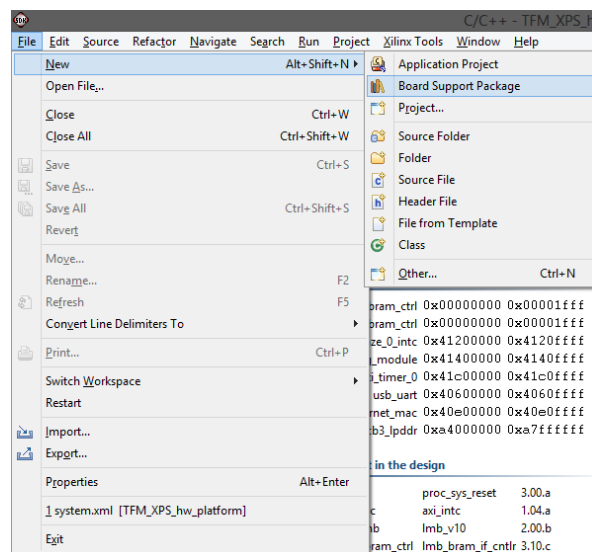 SDK
C/C++ - TFM_XPS_h
File Edit Source Refactor Navigate Search Run Project Xilinx Tools Window Help
New Alt+Shift+N
Open File...
Close Ctrl+W
Close All Ctrl+Shift+W
Save Ctrl+S
Save As...
Save All Ctrl+Shift+S
Revert
Move...
Rename... F2
Refresh F5
Convert Line Delimiters To
Print... Ctrl+P
Switch Workspace
Restart
Import...
Export...
Properties Alt+Enter
1 system.xml [TFM_XPS_hw_platform]
Exit
Application Project
Board Support Package
Project...
Source Folder
Folder
Source File
Header File
File from Template
Class
Other... Ctrl+N
bram_ctrl 0x00000000 0x00001fff
bram_ctrl 0x00000000 0x00001fff
ze_0_intc 0x41200000 0x4120ffff
g_module 0x41400000 0x4140ffff
i_timer_0 0x41c00000 0x41c0ffff
usb_uart 0x40600000 0x4060ffff
rnet_mac 0x40e00000 0x40e0ffff
cb3_lpddr 0xa4000000 0xa7ffffff
t in the design
proc_sys_reset 3.00.a
c axi_intc 1.04.a
nb lmb_v10 2.00.b
ram_ctrl lmb_bram_if_cntlr 3.10.c